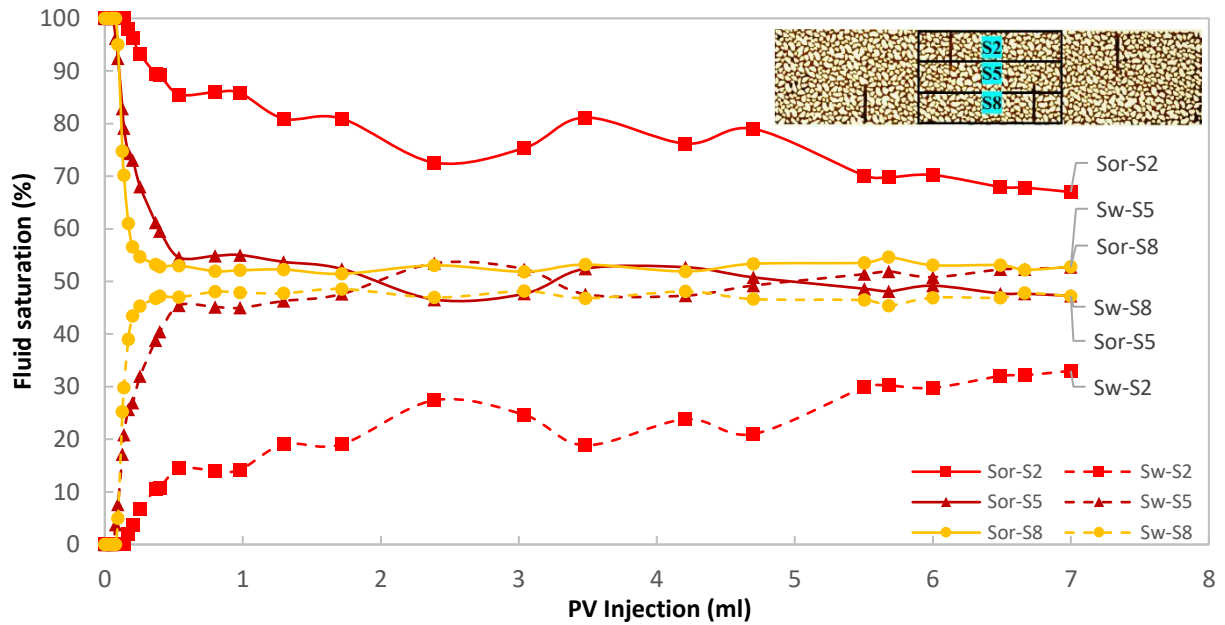 100
90
80
70
60
50
40
30
20
10
0
Fluid saturation (%)
0 1 2 3 4 5 6 7 8
PV Injection (ml)
S2
S5
S8
Sor-S2
Sw-S5
Sor-S8
Sw-S8
Sor-S5
Sw-S2
Sor-S2 Sw-S2
Sor-S5 Sw-S5
Sor-S8 Sw-S8